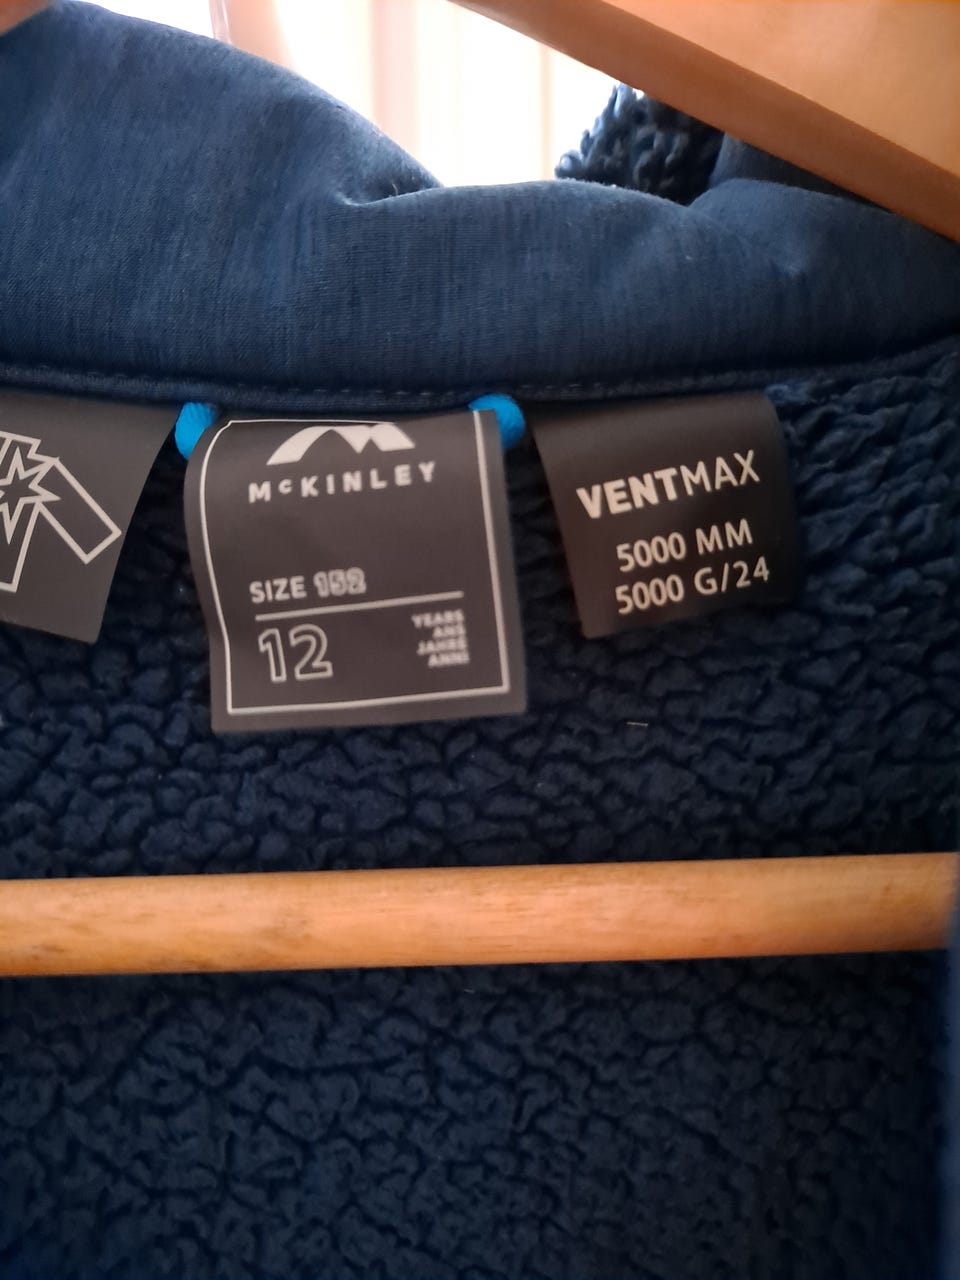 McKINLEY
SIZE 152
12
YEARS
ANS
JAHRE
ANNI
VENTMAX
5000 MM
5000 G/24